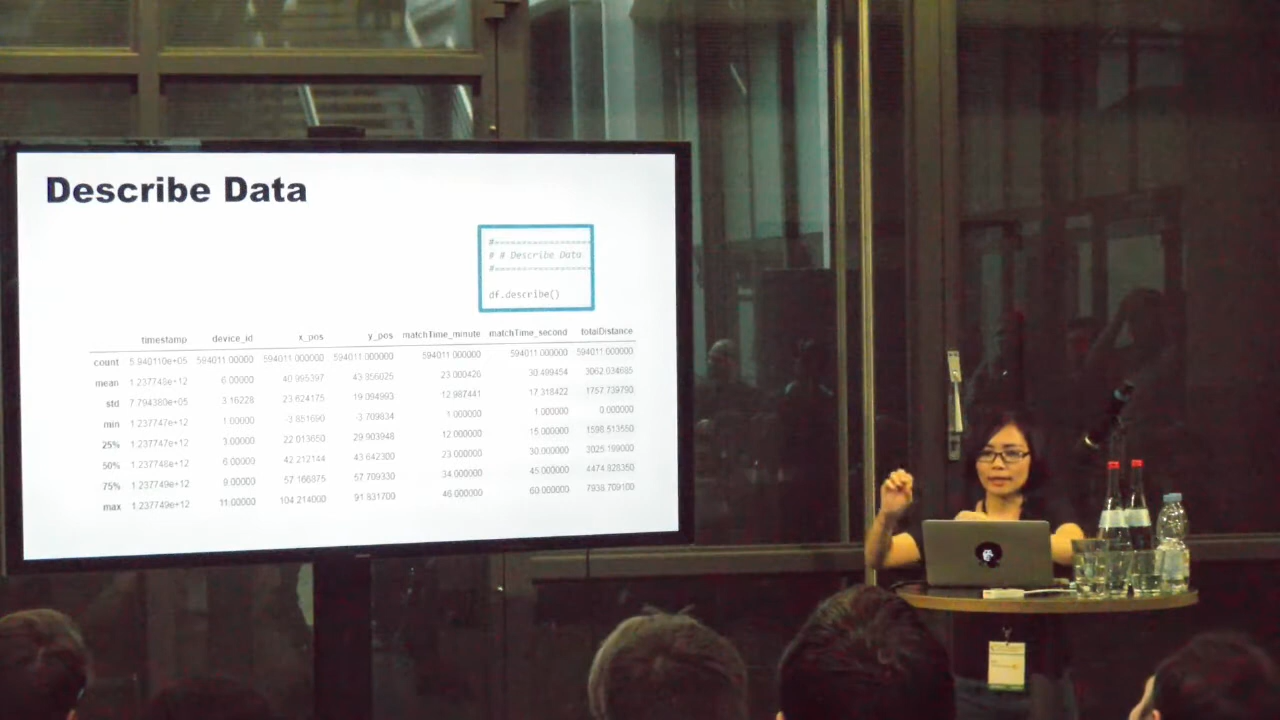 Describe Data
#====================
# # Describe Data
#====================
df.describe()
timestamp device_id x_pos y_pos matchTime_minute matchTime_second totalDistance
count 5.940110e+05 594011.00000 594011.000000 594011.000000 594011.000000 594011.000000 594011.000000
mean 1.237748e+12 6.00000 40.995397 43.956025 23.000426 30.499454 3062.034685
std 7.794380e+05 3.16228 23.624175 19.094993 12.987441 17.318422 1757.739790
min 1.237747e+12 1.00000 -3.851690 -3.709834 1.000000 1.000000 0.000000
25% 1.237747e+12 3.00000 22.013650 29.903948 12.000000 15.000000 1598.513550
50% 1.237748e+12 6.00000 42.212144 43.642300 23.000000 30.000000 3025.199000
75% 1.237749e+12 9.00000 57.166875 57.709330 34.000000 45.000000 4474.928350
max 1.237749e+12 11.00000 104.214000 91.831700 46.000000 60.000000 7938.709100